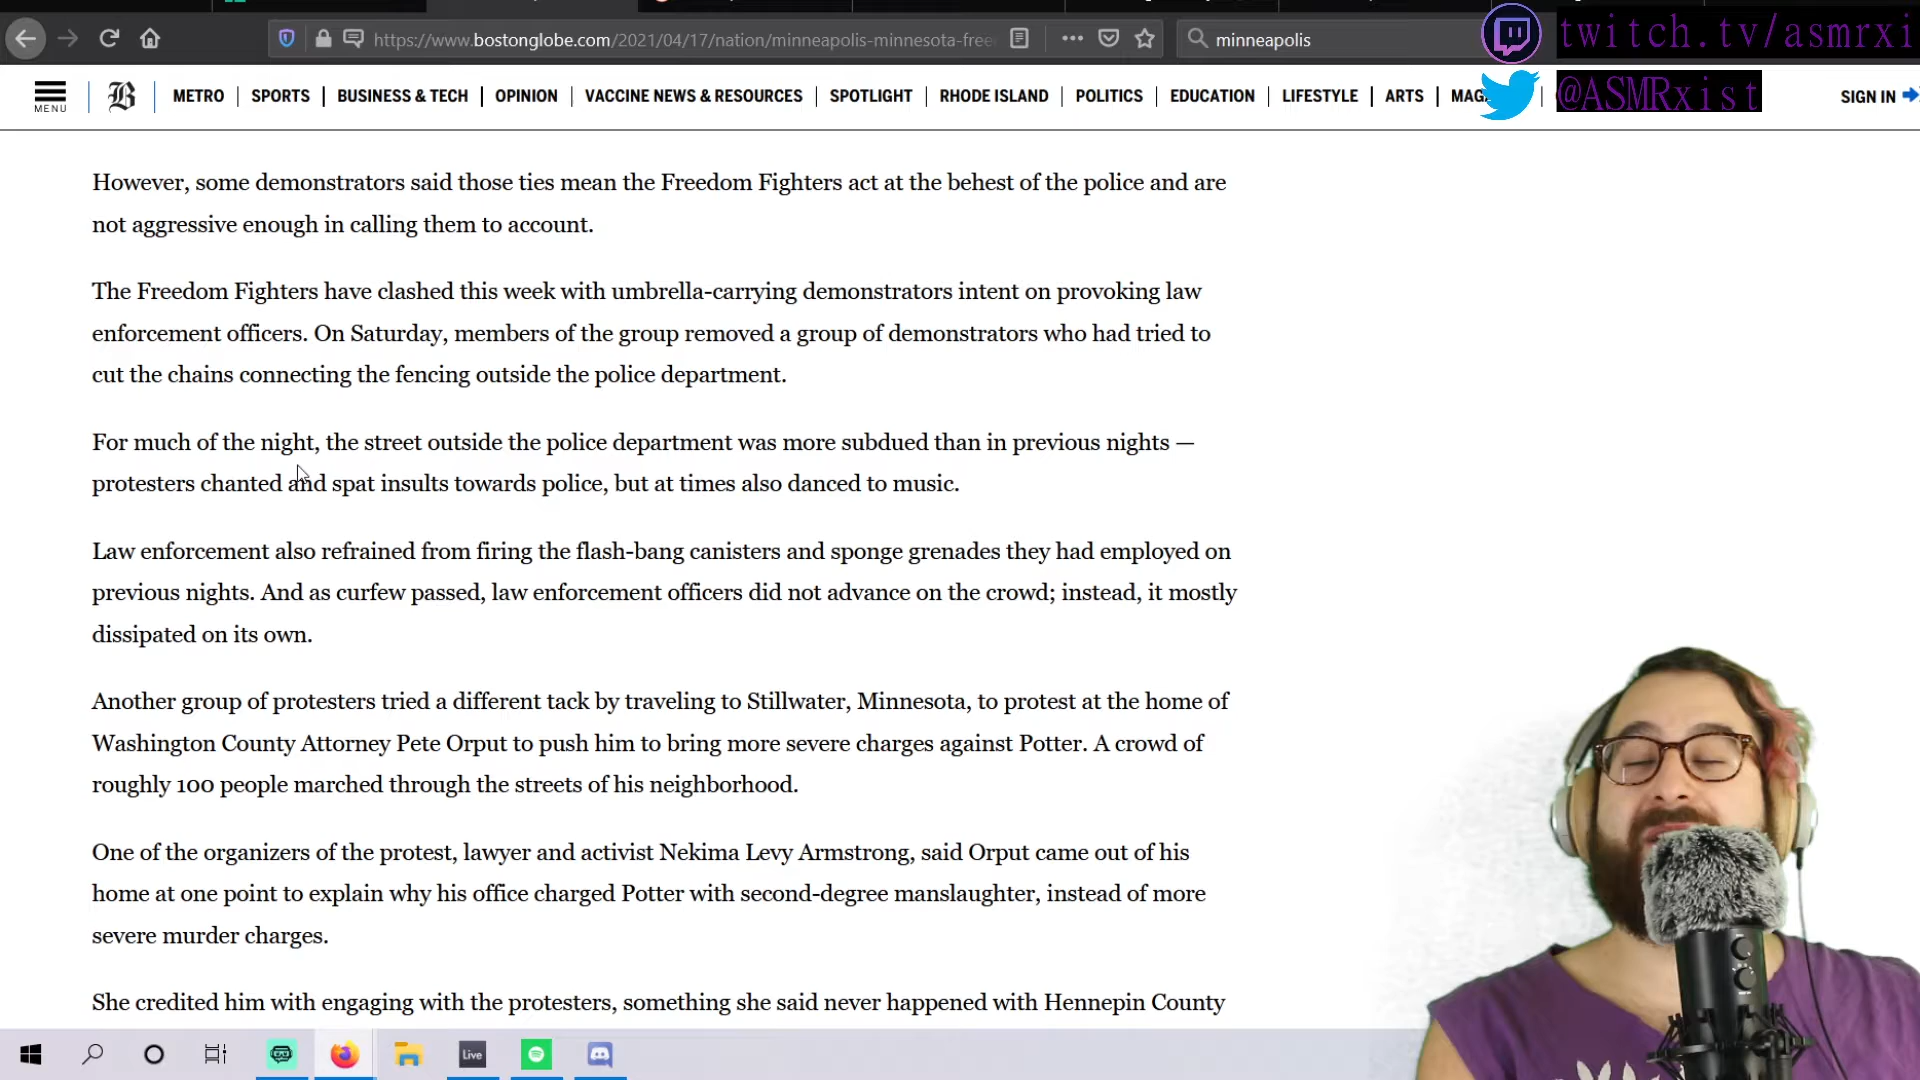 https://www.bostonglobe.com/2021/04/17/nation/minneapolis-minnesota-free
minneapolis
twitch.tv/asmrxi
MENU
B
METRO
SPORTS
BUSINESS & TECH
OPINION
VACCINE NEWS & RESOURCES
SPOTLIGHT
RHODE ISLAND
POLITICS
EDUCATION
LIFESTYLE
ARTS
@ASMRxist
SIGN IN
However, some demonstrators said those ties mean the Freedom Fighters act at the behest of the police and are
not aggressive enough in calling them to account.
The Freedom Fighters have clashed this week with umbrella-carrying demonstrators intent on provoking law
enforcement officers. On Saturday, members of the group removed a group of demonstrators who had tried to
cut the chains connecting the fencing outside the police department.
For much of the night, the street outside the police department was more subdued than in previous nights —
protesters chanted and spat insults towards police, but at times also danced to music.
Law enforcement also refrained from firing the flash-bang canisters and sponge grenades they had employed on
previous nights. And as curfew passed, law enforcement officers did not advance on the crowd; instead, it mostly
dissipated on its own.
Another group of protesters tried a different tack by traveling to Stillwater, Minnesota, to protest at the home of
Washington County Attorney Pete Orput to push him to bring more severe charges against Potter. A crowd of
roughly 100 people marched through the streets of his neighborhood.
One of the organizers of the protest, lawyer and activist Nekima Levy Armstrong, said Orput came out of his
home at one point to explain why his office charged Potter with second-degree manslaughter, instead of more
severe murder charges.
She credited him with engaging with the protesters, something she said never happened with Hennepin County
Live